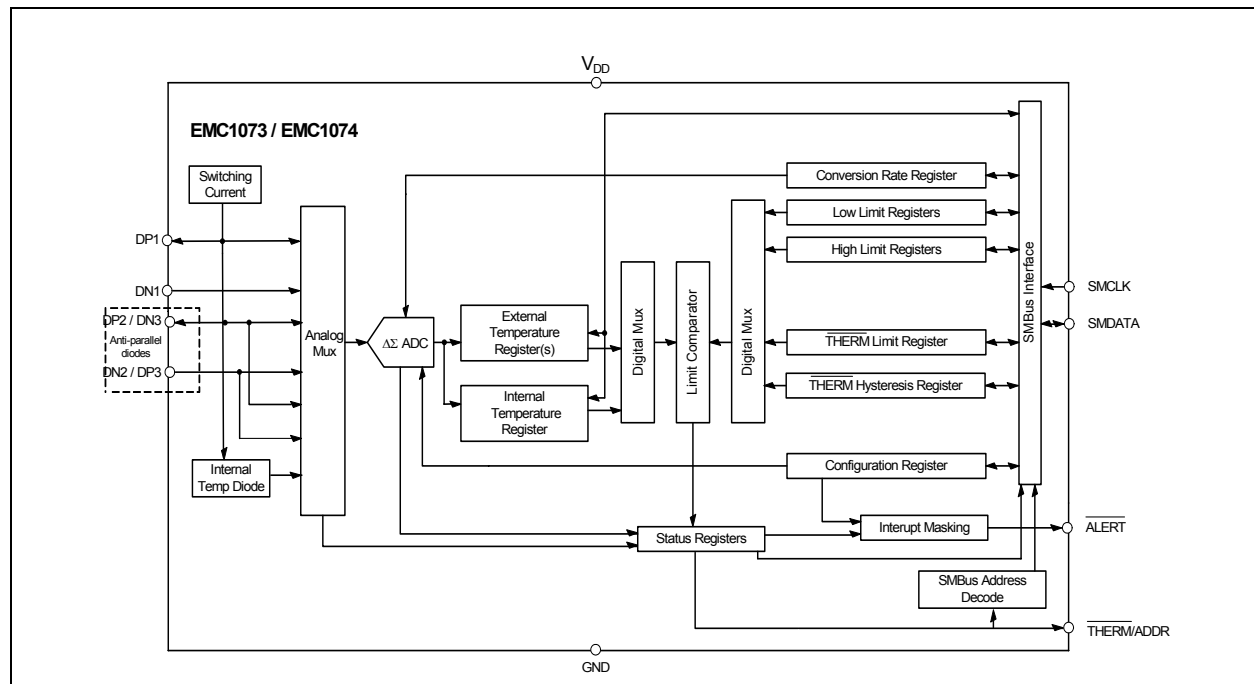 V_DD
EMC1073 / EMC1074
Switching
Current
Conversion Rate Register
Low Limit Registers
High Limit Registers
DP1
DN1
DP2 / DN3
Anti-parallel
diodes
DN2 / DP3
Analog
Mux
ΔΣ ADC
External
Temperature
Register(s)
Internal
Temperature
Register
Digital Mux
Limit Comparator
Digital Mux
SMBus Interface
SMCLK
SMDATA
THERM Limit Register
THERM Hysteresis Register
Internal
Temp Diode
Configuration Register
Status Registers
Interupt Masking
ALERT
SMBus Address
Decode
THERM/ADDR
GND